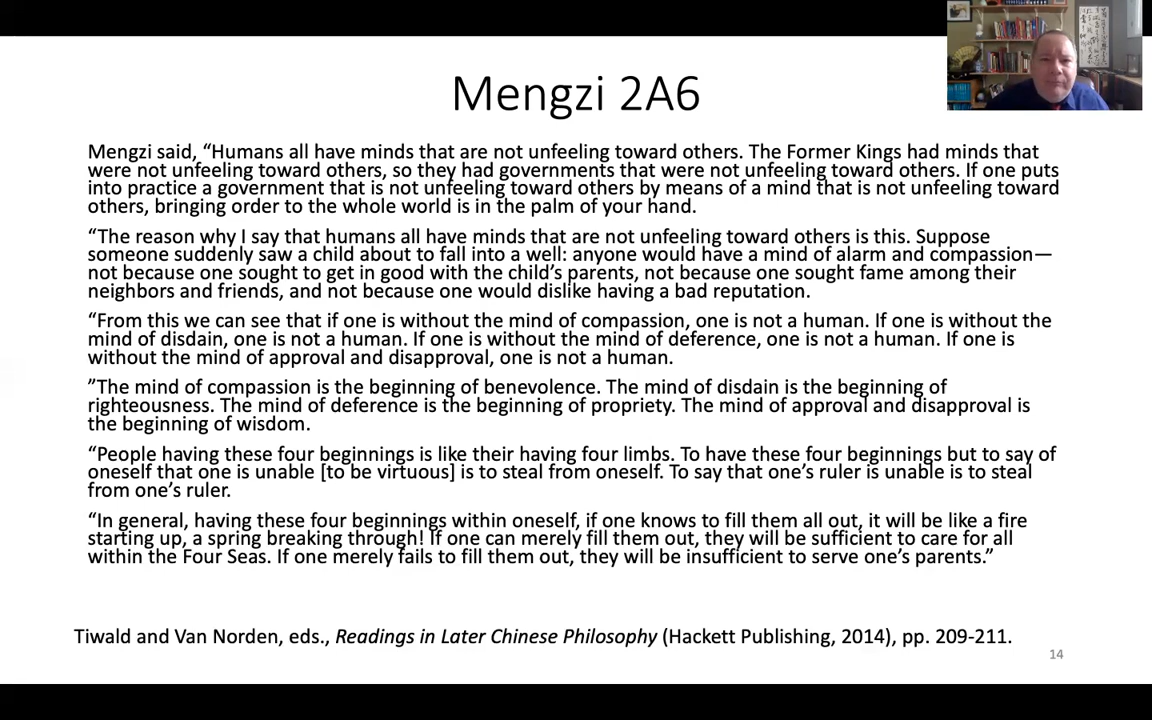 Mengzi 2A6
Mengzi said, “Humans all have minds that are not unfeeling toward others. The Former Kings had minds that
were not unfeeling toward others, so they had governments that were not unfeeling toward others. If one puts
into practice a government that is not unfeeling toward others by means of a mind that is not unfeeling toward
others, bringing order to the whole world is in the palm of your hand.
“The reason why I say that humans all have minds that are not unfeeling toward others is this. Suppose
someone suddenly saw a child about to fall into a well: anyone would have a mind of alarm and compassion—
not because one sought to get in good with the child’s parents, not because one sought fame among their
neighbors and friends, and not because one would dislike having a bad reputation.
“From this we can see that if one is without the mind of compassion, one is not a human. If one is without the
mind of disdain, one is not a human. If one is without the mind of deference, one is not a human. If one is
without the mind of approval and disapproval, one is not a human.
”The mind of compassion is the beginning of benevolence. The mind of disdain is the beginning of
righteousness. The mind of deference is the beginning of propriety. The mind of approval and disapproval is
the beginning of wisdom.
“People having these four beginnings is like their having four limbs. To have these four beginnings but to say of
oneself that one is unable [to be virtuous] is to steal from oneself. To say that one’s ruler is unable is to steal
from one’s ruler.
“In general, having these four beginnings within oneself, if one knows to fill them all out, it will be like a fire
starting up, a spring breaking through! If one can merely fill them out, they will be sufficient to care for all
within the Four Seas. If one merely fails to fill them out, they will be insufficient to serve one’s parents.”
Tiwald and Van Norden, eds., Readings in Later Chinese Philosophy (Hackett Publishing, 2014), pp. 209-211.
14